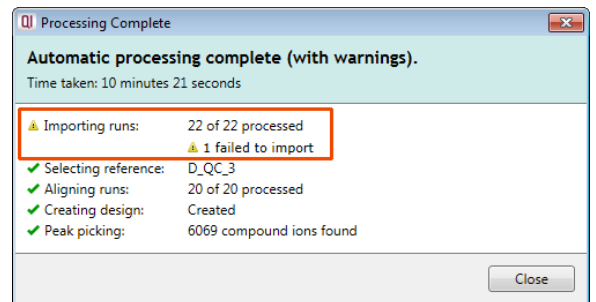 QI Processing Complete
Automatic processing complete (with warnings).
Time taken: 10 minutes 21 seconds
Importing runs: 22 of 22 processed
1 failed to import
Selecting reference: D_QC_3
Aligning runs: 20 of 20 processed
Creating design: Created
Peak picking: 6069 compound ions found
Close